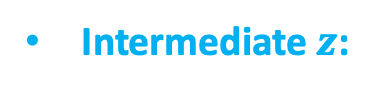 • Intermediate z: